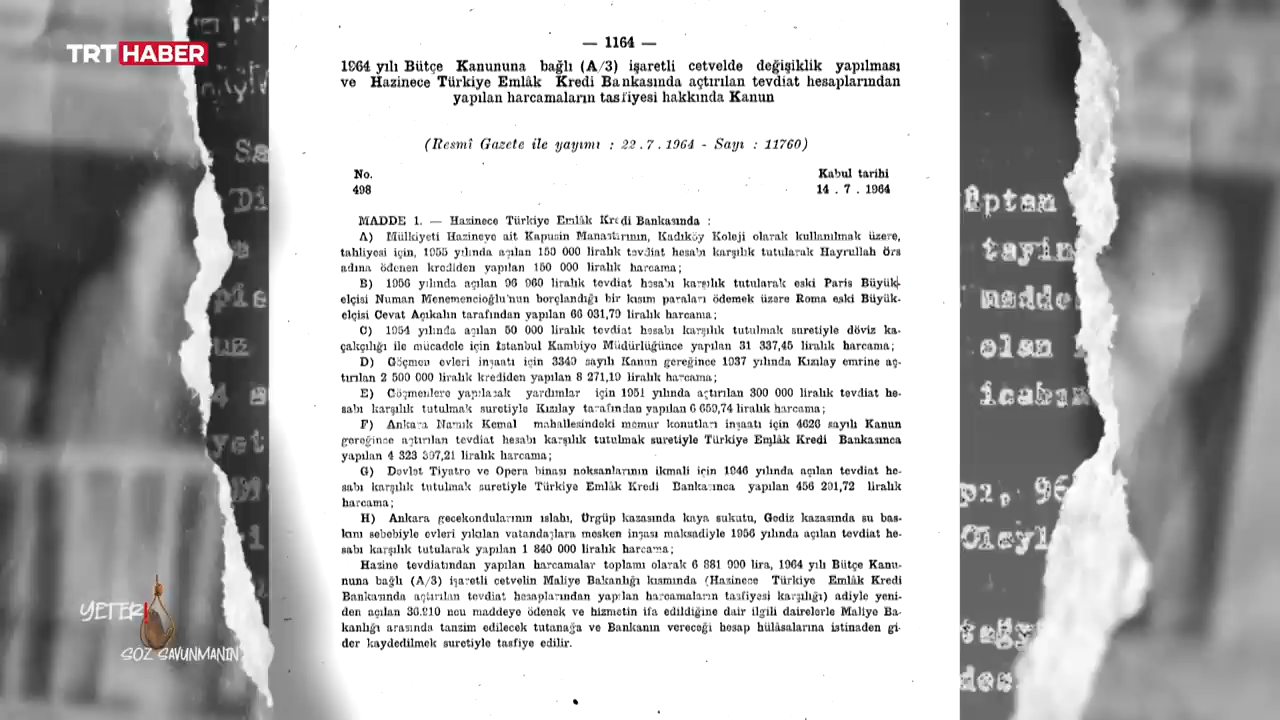 TRT HABER
— 1164 —
1964 yılı Bütçe Kanununa bağlı (A/3) işaretli cetvelde değişiklik yapılması
ve Hazinece Türkiye Emlâk Kredi Bankasında açtırılan tevdiat hesaplarından
yapılan harcamaların tasfiyesi hakkında Kanun
(Resmî Gazete ile yayımı : 22.7.1964 - Sayı : 11760)
No.
498
Kabul tarihi
14 . 7 . 1964
MADDE 1. — Hazinece Türkiye Emlâk Kredi Bankasında :
A) Mülkiyeti Hazineye ait Kapusin Manastırının, Kadıköy Koleji olarak kullanılmak üzere,
tahliyesi için, 1955 yılında açılan 150 000 liralık tevdiat hesabı karşılık tutularak Hayrullah Örs
adına ödenen krediden yapılan 150 000 liralık harcama;
B) 1956 yılında açılan 96 960 liralık tevdiat hesabı karşılık tutularak eski Paris Büyük-
elçisi Numan Menemencioğlu'nun borçlandığı bir kısım paraları ödemek üzere Roma eski Büyük-
elçisi Cevat Açıkalın tarafından yapılan 66 031,79 liralık harcama;
C) 1954 yılında açılan 50 000 liralık tevdiat hesabı karşılık tutulmak suretiyle döviz ka-
çakçılığı ile mücadele için İstanbul Kambiyo Müdürlüğünce yapılan 31 337,45 liralık harcama;
D) Göçmen evleri inşaatı için 3340 sayılı Kanun gereğince 1937 yılında Kızılay emrine aç-
tırılan 2 500 000 liralık krediden yapılan 8 271,10 liralık harcama;
E) Göçmenlere yapılacak yardımlar için 1951 yılında açtırılan 300 000 liralık tevdiat he-
sabı karşılık tutulmak suretiyle Kızılay tarafından yapılan 6 659,74 liralık harcama;
F) Ankara Namık Kemal mahallesindeki memur konutları inşaatı için 4626 sayılı Kanun
gereğince açtırılan tevdiat hesabı karşılık tutulmak suretiyle Türkiye Emlâk Kredi Bankasınca
yapılan 4 323 397,21 liralık harcama;
G) Devlet Tiyatro ve Opera binası noksanlarının ikmali için 1946 yılında açılan tevdiat he-
sabı karşılık tutulmak suretiyle Türkiye Emlâk Kredi Bankasınca yapılan 456 291,72 liralık
harcama;
H) Ankara gecekondularının ıslahı, Ürgüp kazasında kaya sukutu, Gediz kazasında su bas-
kını sebebiyle evleri yıkılan vatandaşlara mesken inşası maksadiyle 1956 yılında açılan tevdiat he-
sabı karşılık tutularak yapılan 1 840 000 liralık harcama;
Hazine tevdiatından yapılan harcamalar toplamı olarak 6 881 990 lira, 1964 yılı Bütçe Kanu-
nuna bağlı (A/3) işaretli cetvelin Maliye Bakanlığı kısmında (Hazinece Türkiye Emlâk Kredi
Bankasında açtırılan tevdiat hesaplarından yapılan harcamaların tasfiyesi karşılığı) adiyle yeni-
den açılan 36.210 ncu maddeye ödenek ve hizmetin ifa edildiğine dair ilgili dairelerle Maliye Ba-
kanlığı arasında tanzim edilecek tutanağa ve Bankanın vereceği hesap hülâsalarına istinaden gi-
der kaydedilmek suretiyle tasfiye edilir.
tayin
madde
olan
YETER!
SÖZ SAVUNMANIN